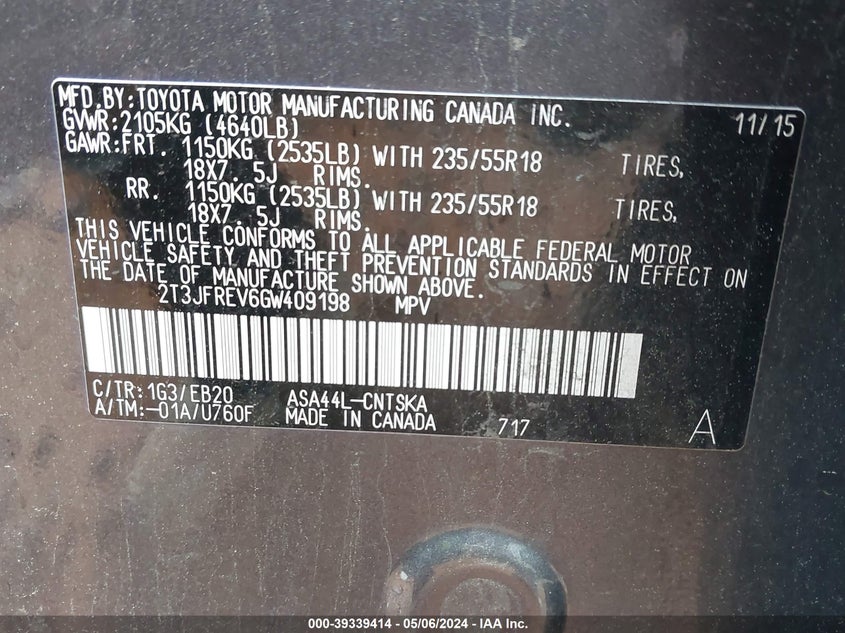 MFD.BY:TOYOTA MOTOR MANUFACTURING CANADA INC. 11/15
GVWR:2105KG (4640LB)
GAWR:FRT. 1150KG (2535LB) WITH 235/55R18 TIRES,
18X7.5J RIMS.
RR. 1150KG (2535LB) WITH 235/55R18 TIRES,
18X7.5J RIMS.
THIS VEHICLE CONFORMS TO ALL APPLICABLE FEDERAL MOTOR
VEHICLE SAFETY AND THEFT PREVENTION STANDARDS IN EFFECT ON
THE DATE OF MANUFACTURE SHOWN ABOVE.
2T3JFREV6GW409198 MPV
C/TR:1G3/EB20 ASA44L-CNTSKA
A/TM:-01A/U760F MADE IN CANADA 717 A
000-39339414 - 05/06/2024 - IAA Inc.